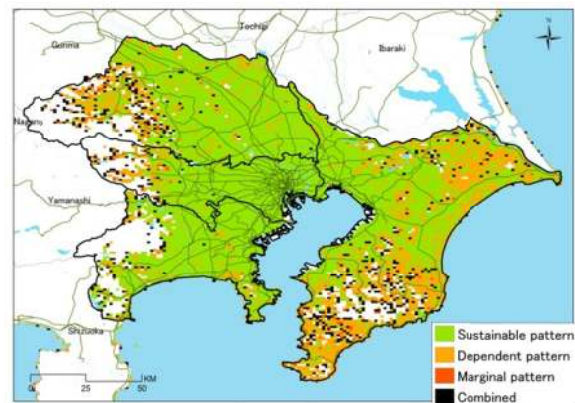 Tochigi
Gunma
Ibaraki
N
Nagano
Yamanashi
Shizuoka
0 25 50 KM
Sustainable pattern
Dependent pattern
Marginal pattern
Combined